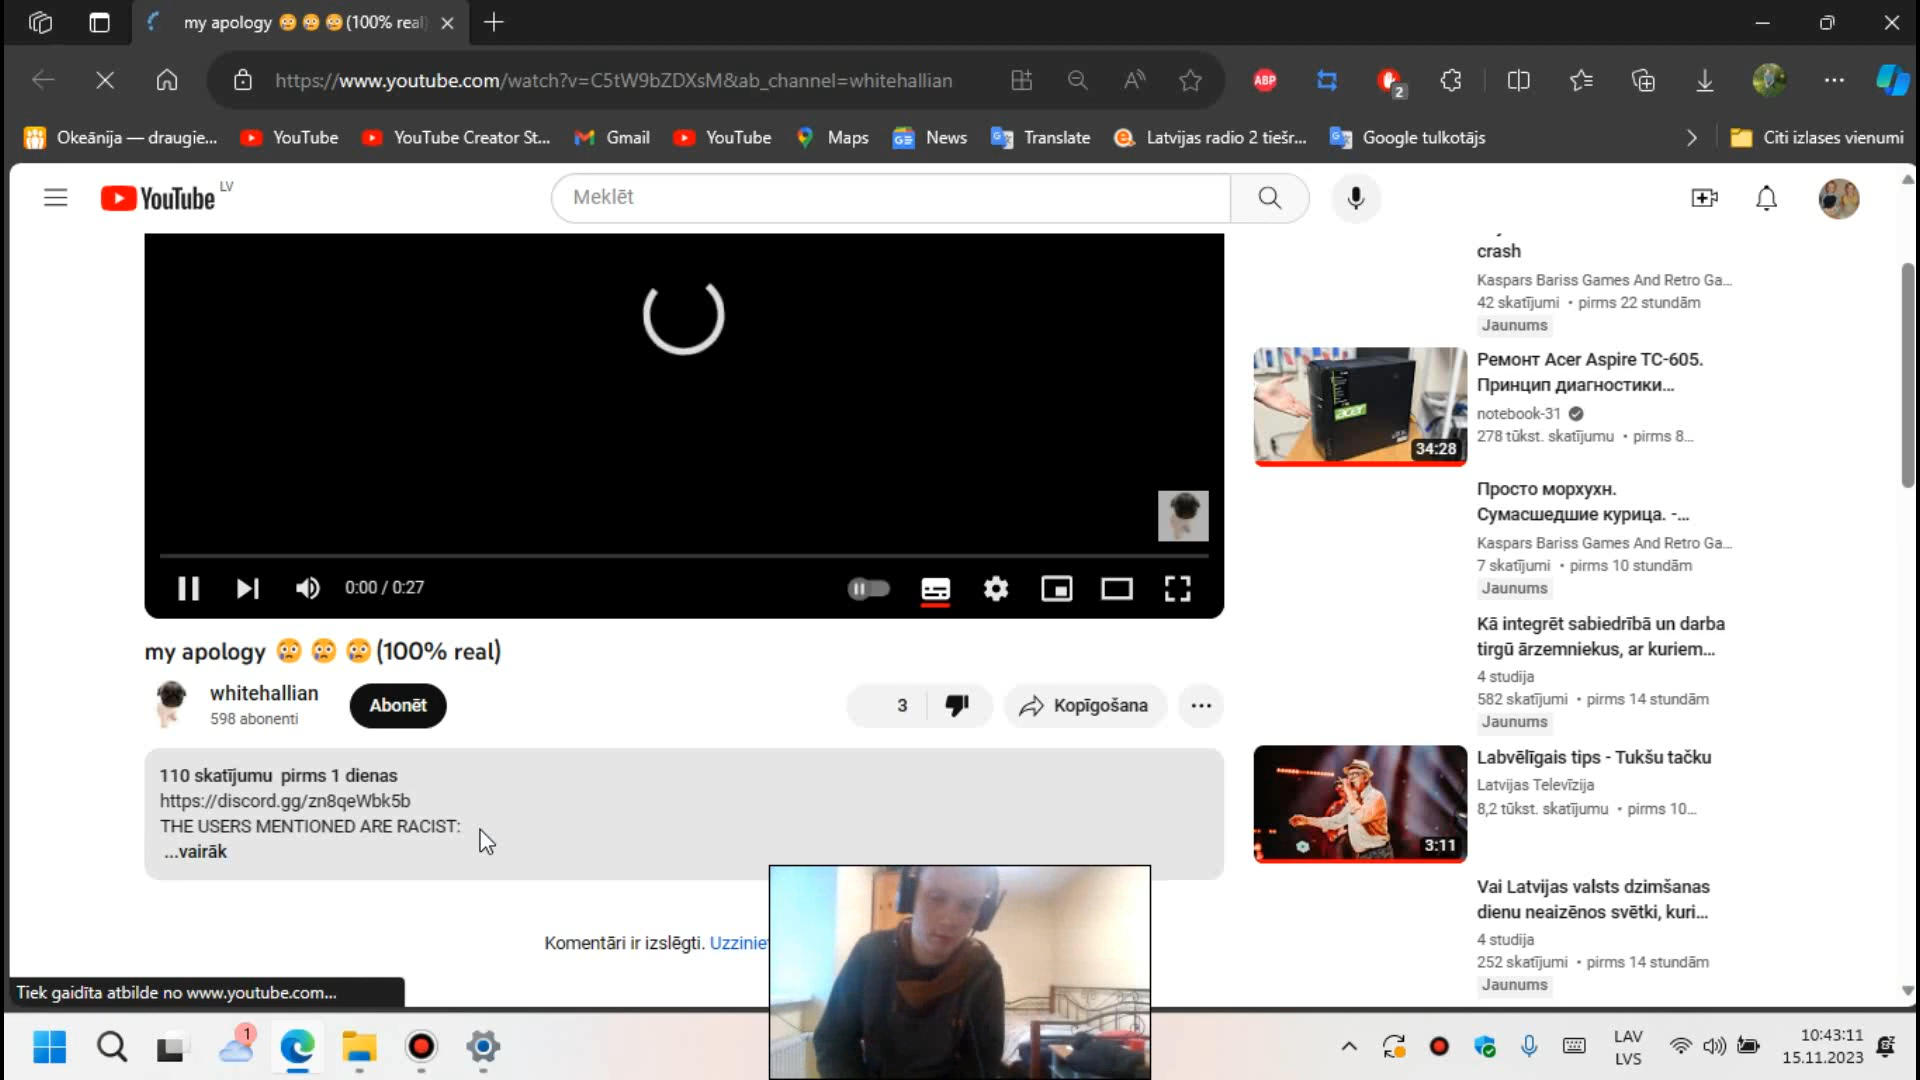 my apology 😢 😢 😢 (100% real)
https://www.youtube.com/watch?v=C5tW9bZDXsM&ab_channel=whitehallian
ABP
2
Okeānija — draugie...
YouTube
YouTube Creator St...
Gmail
YouTube
Maps
News
Translate
Latvijas radio 2 tiešr...
Google tulkotājs
Citi izlases vienumi
YouTube LV
Meklēt
0:00 / 0:27
my apology 😢 😢 😢 (100% real)
whitehallian
598 abonenti
Abonēt
3
Kopīgošana
110 skatījumu pirms 1 dienas
https://discord.gg/zn8qeWbk5b
THE USERS MENTIONED ARE RACIST:
...vairāk
Komentāri ir izslēgti.
crash
Kaspars Bariss Games And Retro Ga...
42 skatījumi • pirms 22 stundām
Jaunums
acer
34:28
Ремонт Acer Aspire TC-605.
Принцип диагностики...
notebook-31
278 tūkst. skatījumu • pirms 8...
Просто морхухн.
Сумасшедшие курица. -...
Kaspars Bariss Games And Retro Ga...
7 skatījumi • pirms 10 stundām
Jaunums
Kā integrēt sabiedrībā un darba
tirgū ārzemniekus, ar kuriem...
4 studija
582 skatījumi • pirms 14 stundām
Jaunums
3:11
Labvēlīgais tips - Tukšu tačku
Latvijas Televīzija
8,2 tūkst. skatījumu • pirms 10...
Vai Latvijas valsts dzimšanas
dienu neaizēnos svētki, kuri...
4 studija
252 skatījumi • pirms 14 stundām
Jaunums
Tiek gaidīta atbilde no www.youtube.com...
1
LAV
LVS
10:43:11
15.11.2023